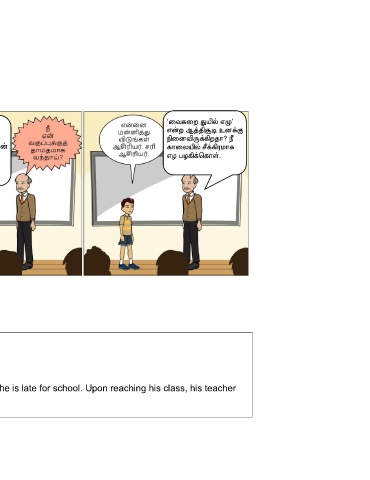 ன்
நீ
ஏன்
வகுப்புக்குத்
தாமதமாக
வந்தாய்?
என்னை
மன்னித்து
விடுங்கள்
ஆசிரியர். சரி
ஆசிரியர்.
'வைகறை துயில் எழு'
என்ற ஆத்திசூடி உனக்கு
நினைவிருக்கிறதா? நீ
காலையில் சீக்கிரமாக
எழ பழகிக்கொள்.
he is late for school. Upon reaching his class, his teacher